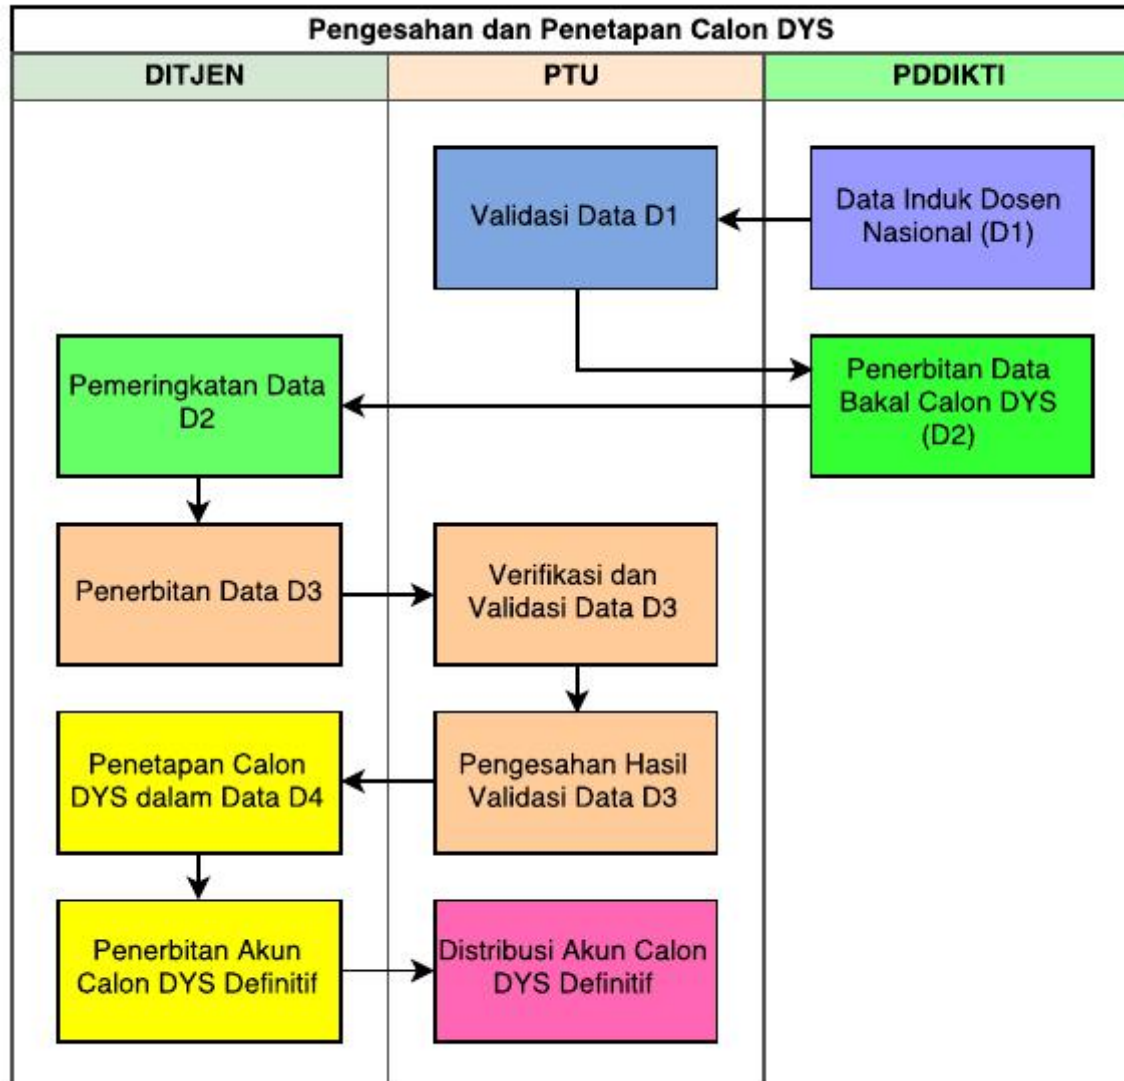 Pengesahan dan Penetapan Calon DYS
DITJEN
PTU
PDDIKTI
Validasi Data D1
Data Induk Dosen
Nasional (D1)
Pemeringkatan Data
D2
Penerbitan Data
Bakal Calon DYS
(D2)
Penerbitan Data D3
Verifikasi dan
Validasi Data D3
Penetapan Calon
DYS dalam Data D4
Pengesahan Hasil
Validasi Data D3
Penerbitan Akun
Calon DYS Definitif
Distribusi Akun Calon
DYS Definitif